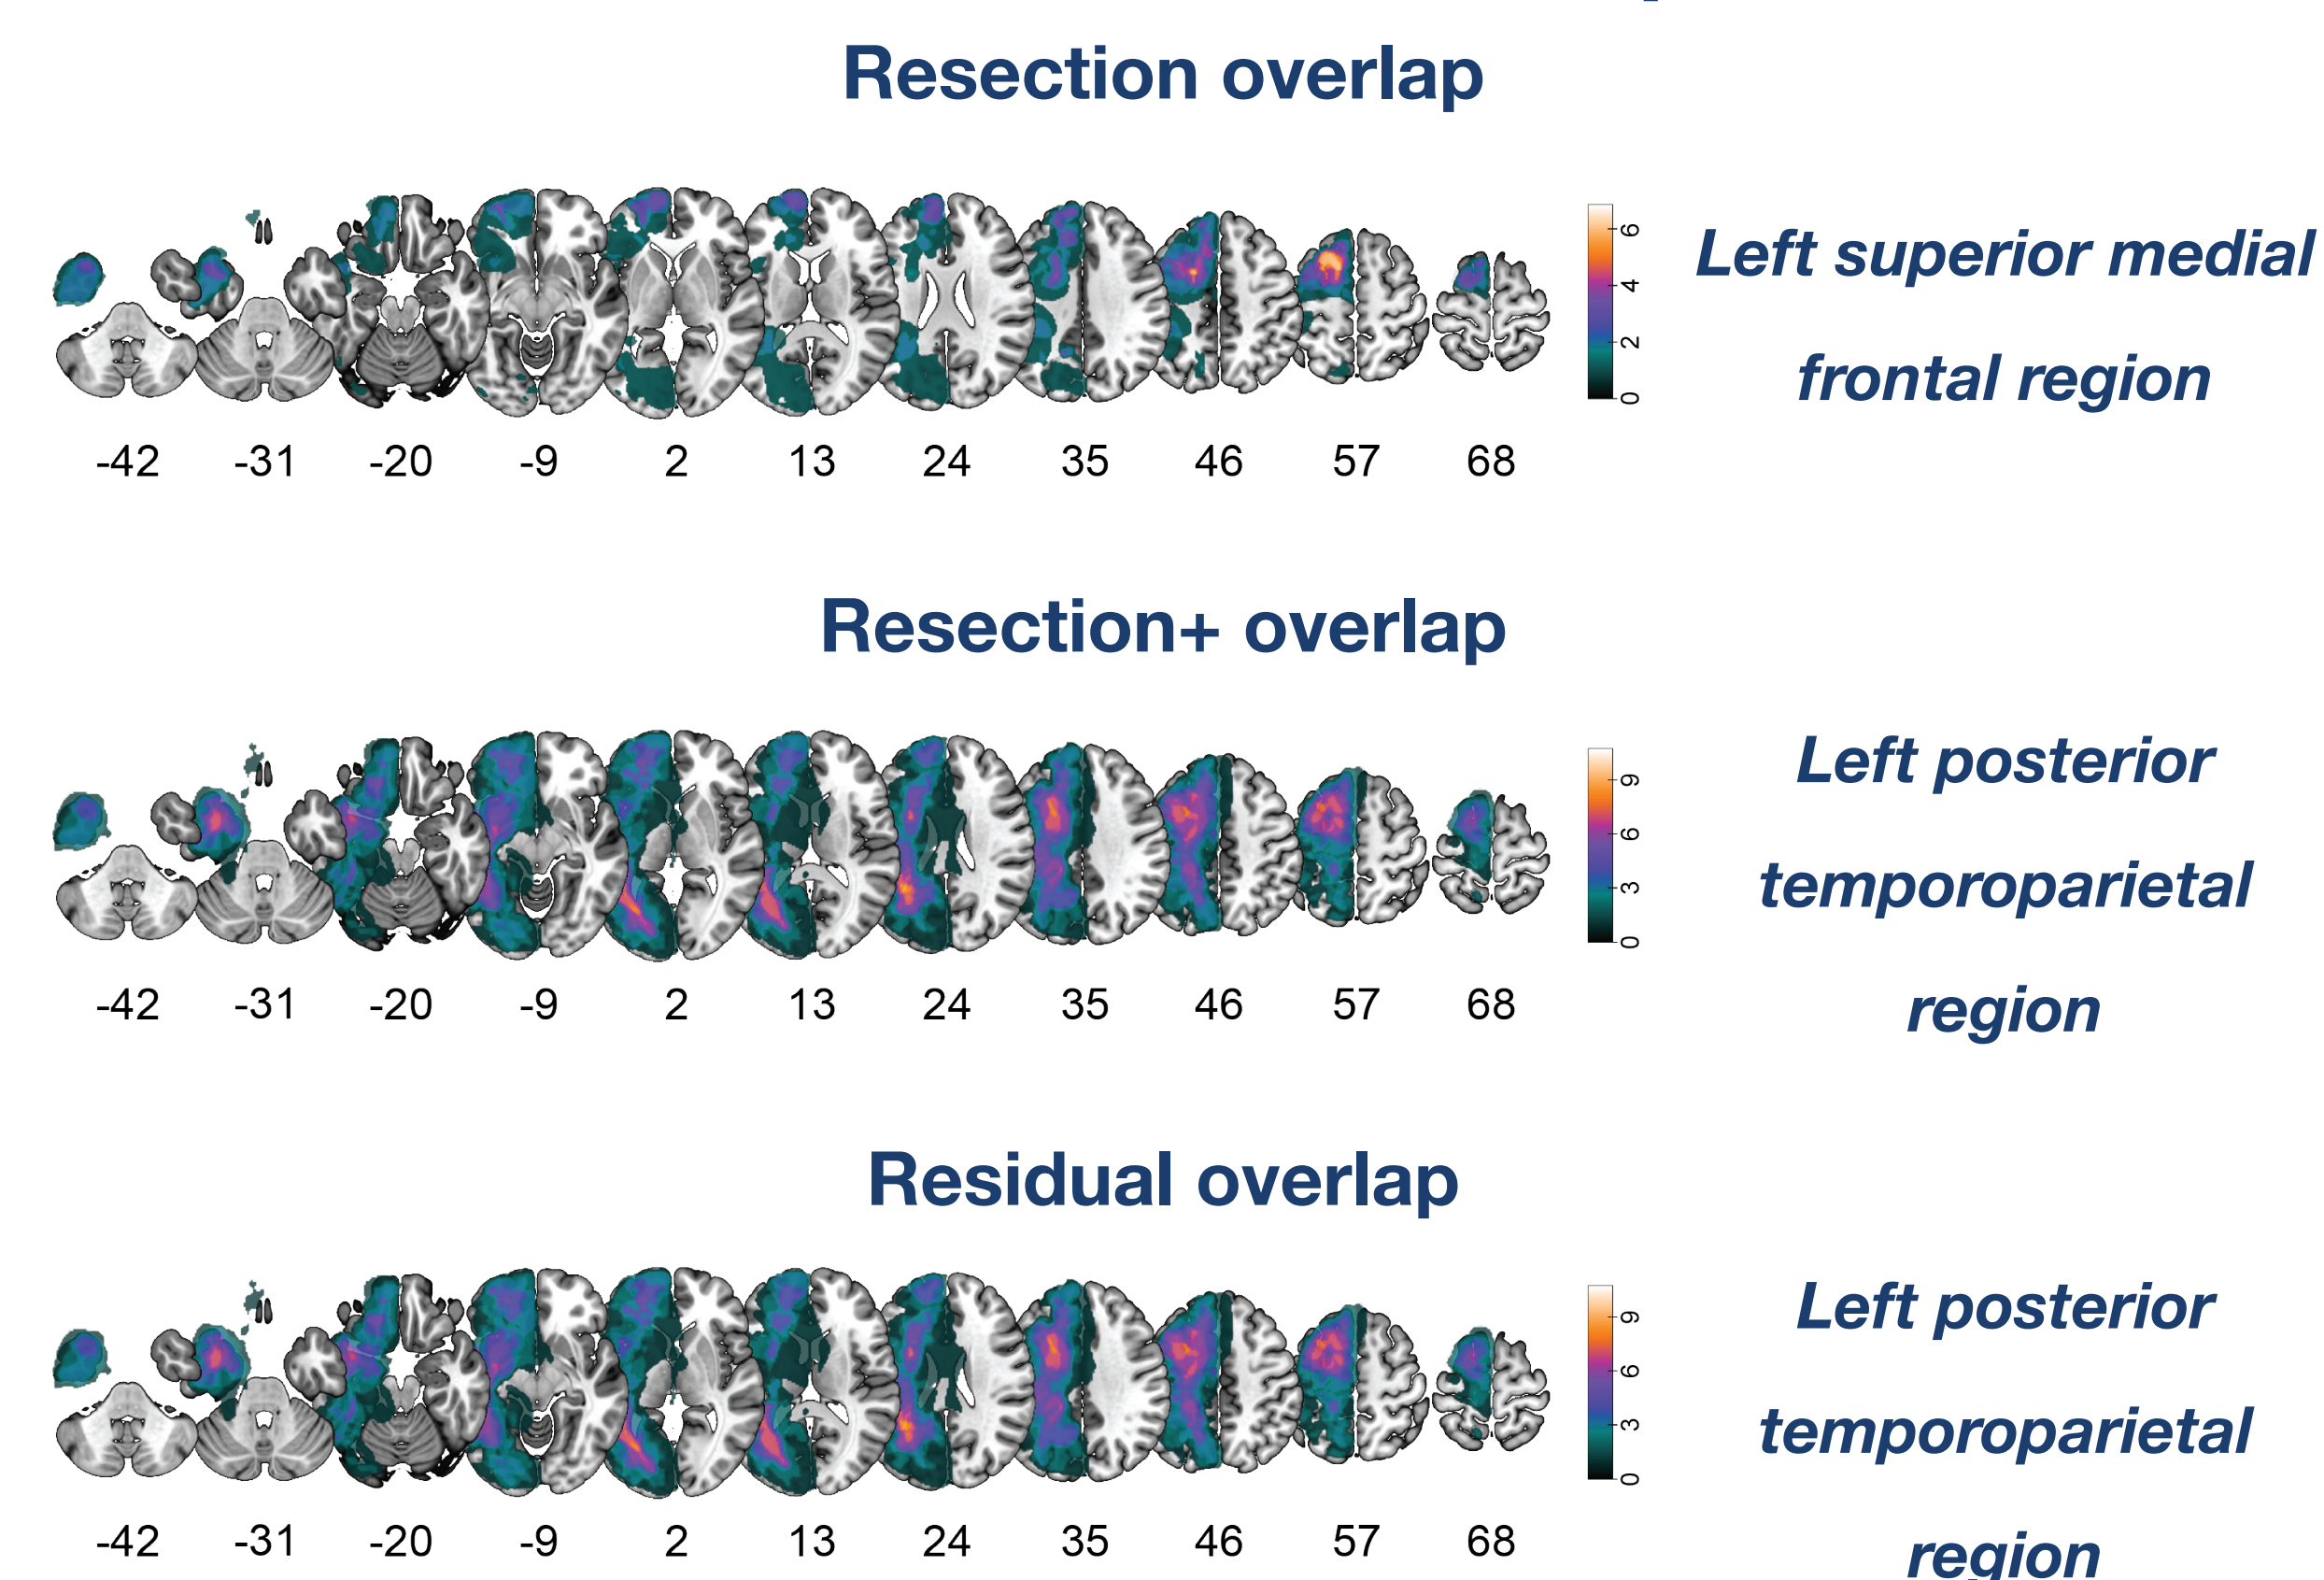 Resection overlap
6
4
2
0
Left superior medial
frontal region
-42 -31 -20 -9 2 13 24 35 46 57 68
Resection+ overlap
9
6
3
0
Left posterior
temporoparietal
region
-42 -31 -20 -9 2 13 24 35 46 57 68
Residual overlap
9
6
3
0
Left posterior
temporoparietal
region
-42 -31 -20 -9 2 13 24 35 46 57 68